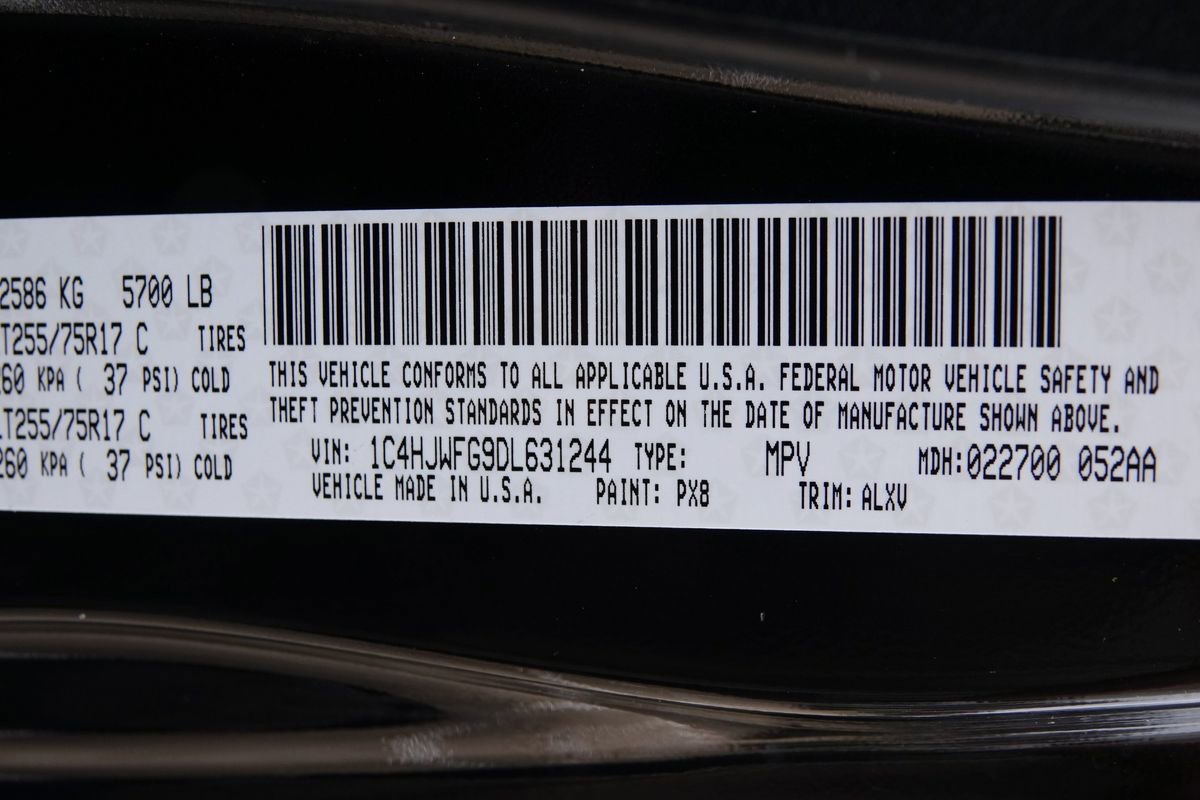 2586 KG 5700 LB
T255/75R17 C TIRES
60 KPA ( 37 PSI) COLD
LT255/75R17 C TIRES
260 KPA ( 37 PSI) COLD
THIS VEHICLE CONFORMS TO ALL APPLICABLE U.S.A. FEDERAL MOTOR VEHICLE SAFETY AND
THEFT PREVENTION STANDARDS IN EFFECT ON THE DATE OF MANUFACTURE SHOWN ABOVE.
VIN: 1C4HJWFG9DL631244 TYPE: MPV MDH:022700 052AA
VEHICLE MADE IN U.S.A. PAINT: PX8 TRIM: ALXV